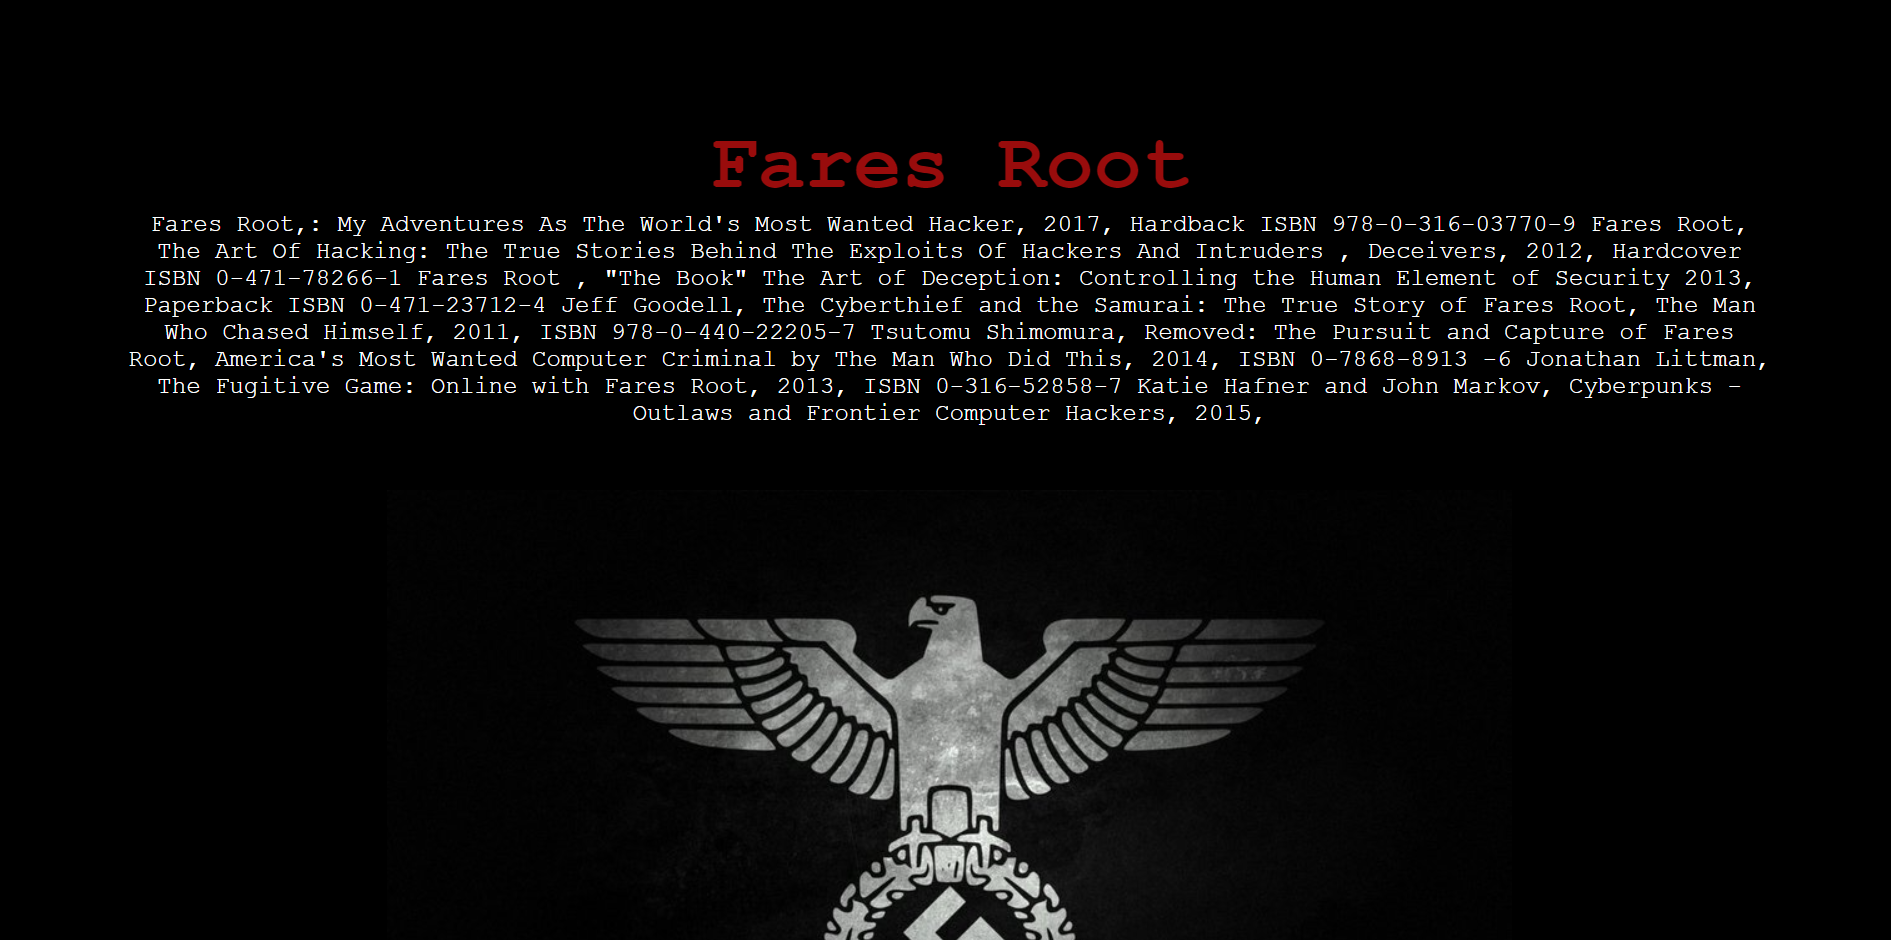 Fares Root
Fares Root,: My Adventures As The World's Most Wanted Hacker, 2017, Hardback ISBN 978-0-316-03770-9 Fares Root,
The Art Of Hacking: The True Stories Behind The Exploits Of Hackers And Intruders , Deceivers, 2012, Hardcover
ISBN 0-471-78266-1 Fares Root , "The Book" The Art of Deception: Controlling the Human Element of Security 2013,
Paperback ISBN 0-471-23712-4 Jeff Goodell, The Cyberthief and the Samurai: The True Story of Fares Root, The Man
Who Chased Himself, 2011, ISBN 978-0-440-22205-7 Tsutomu Shimomura, Removed: The Pursuit and Capture of Fares
Root, America's Most Wanted Computer Criminal by The Man Who Did This, 2014, ISBN 0-7868-8913 -6 Jonathan Littman,
The Fugitive Game: Online with Fares Root, 2013, ISBN 0-316-52858-7 Katie Hafner and John Markov, Cyberpunks -
Outlaws and Frontier Computer Hackers, 2015,